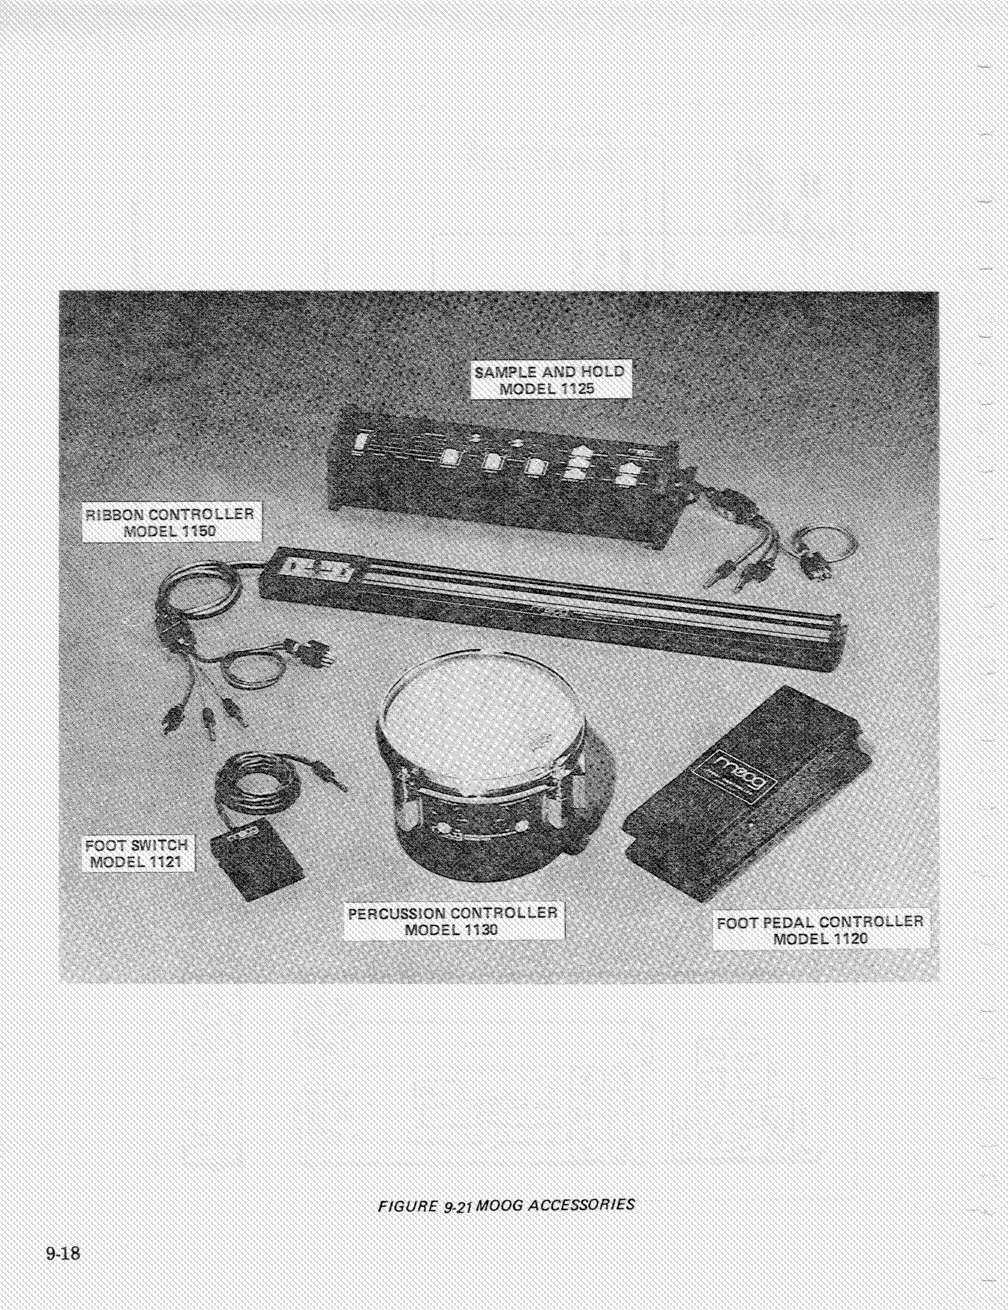 SAMPLE AND HOLD
MODEL 1125
RIBBON CONTROLLER
MODEL 1150
moog
FOOT SWITCH
MODEL 1121
PERCUSSION CONTROLLER
MODEL 1130
FOOT PEDAL CONTROLLER
MODEL 1120
FIGURE 9-21 MOOG ACCESSORIES
9-18